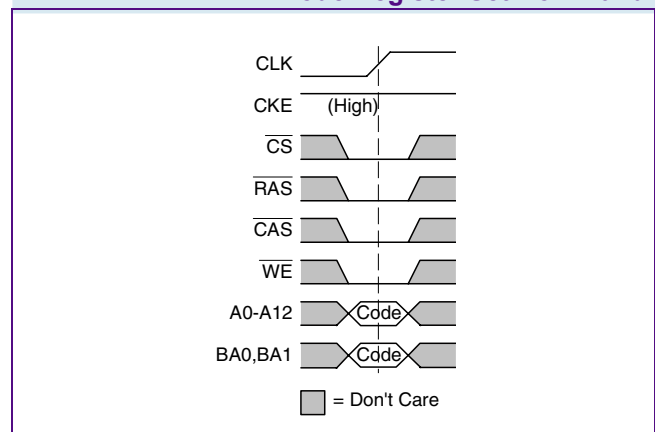 CLK
CKE (High)
CS
RAS
CAS
WE
A0-A12 Code
BA0,BA1 Code
= Don't Care